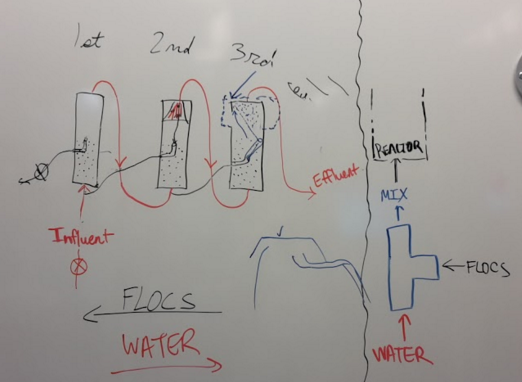 1st
2nd
3rd
Effluent
Influent
FLOCS
WATER
REACTOR
MIX
FLOCS
WATER